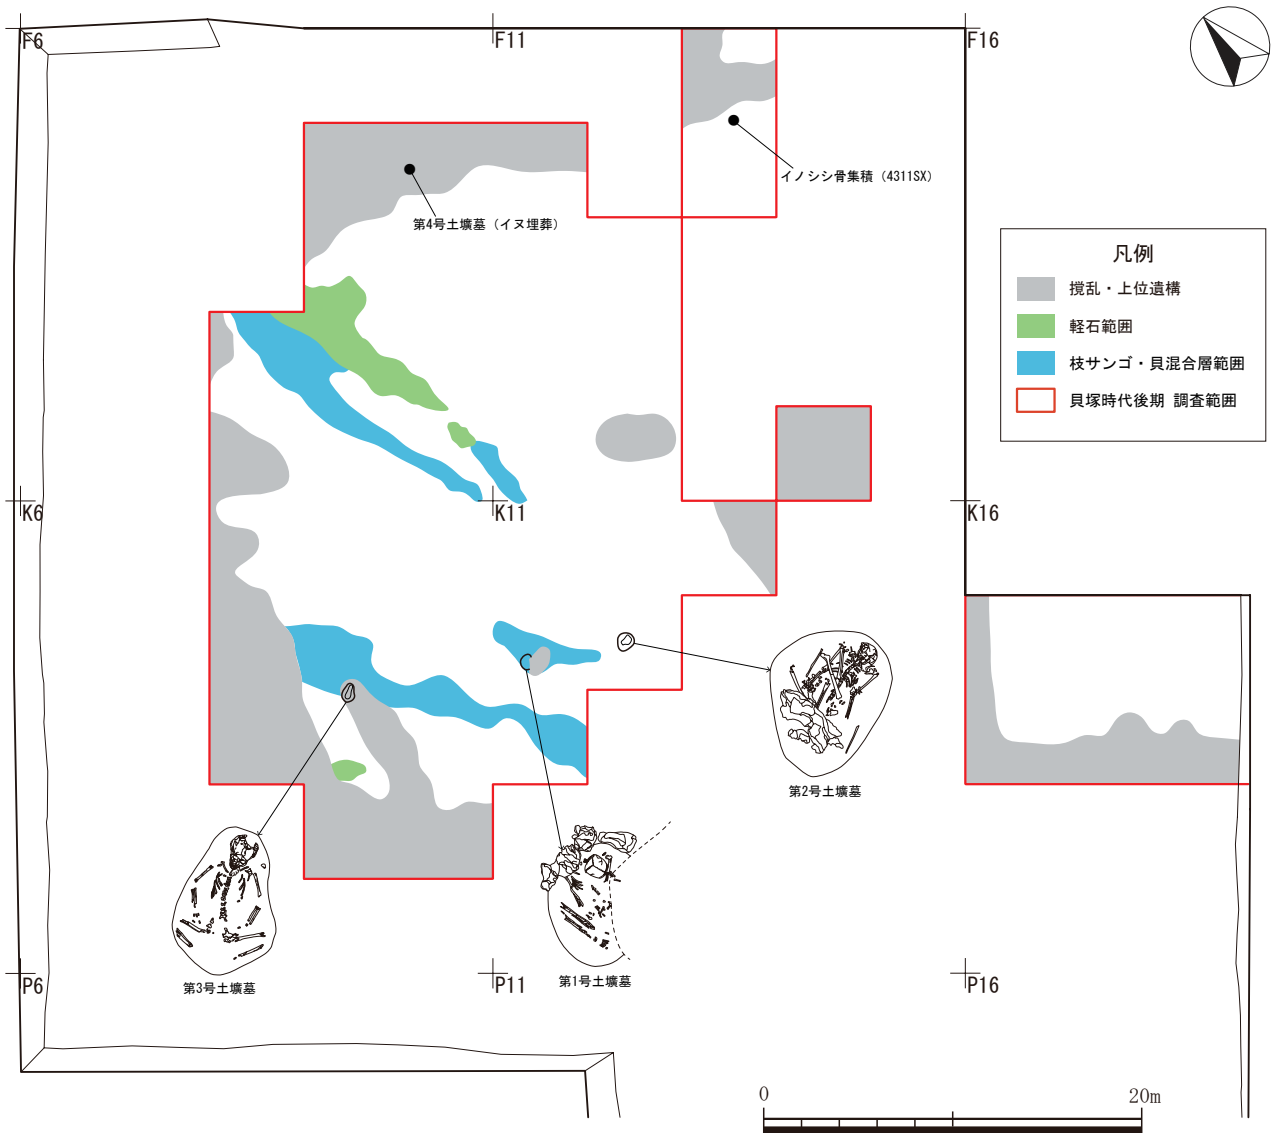 F6
F11
F16
イノシシ骨集積（4311SX）
第4号土壙墓（イヌ埋葬）
凡例
撹乱・上位遺構
軽石範囲
枝サンゴ・貝混合層範囲
貝塚時代後期 調査範囲
K6
K11
K16
第2号土壙墓
第3号土壙墓
第1号土壙墓
P6
P11
P16
0
20m